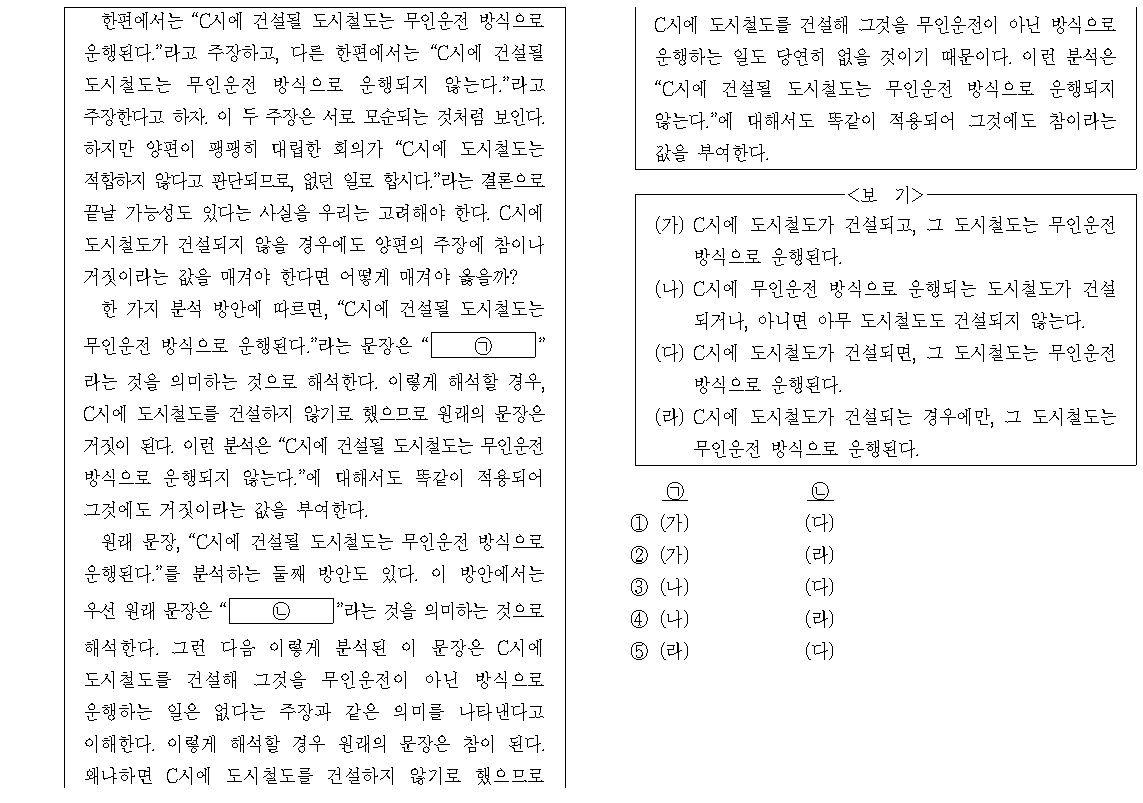 한편에서는 “C시에 건설될 도시철도는 무인운전 방식으로
운행된다.”라고 주장하고, 다른 한편에서는 “C시에 건설될
도시철도는 무인운전 방식으로 운행되지 않는다.”라고
주장한다고 하자. 이 두 주장은 서로 모순되는 것처럼 보인다.
하지만 양편이 팽팽히 대립한 회의가 “C시에 도시철도는
적합하지 않다고 판단되므로, 없던 일로 합시다.”라는 결론으로
끝날 가능성도 있다는 사실을 우리는 고려해야 한다. C시에
도시철도가 건설되지 않을 경우에도 양편의 주장에 참이나
거짓이라는 값을 매겨야 한다면 어떻게 매겨야 옳을까?
한 가지 분석 방안에 따르면, “C시에 건설될 도시철도는
무인운전 방식으로 운행된다.”라는 문장은 “ ㉠ ”
라는 것을 의미하는 것으로 해석한다. 이렇게 해석할 경우,
C시에 도시철도를 건설하지 않기로 했으므로 원래의 문장은
거짓이 된다. 이런 분석은 “C시에 건설될 도시철도는 무인운전
방식으로 운행되지 않는다.”에 대해서도 똑같이 적용되어
그것에도 거짓이라는 값을 부여한다.
원래 문장, “C시에 건설될 도시철도는 무인운전 방식으로
운행된다.”를 분석하는 둘째 방안도 있다. 이 방안에서는
우선 원래 문장은 “ ㉡ ”라는 것을 의미하는 것으로
해석한다. 그런 다음 이렇게 분석된 이 문장은 C시에
도시철도를 건설해 그것을 무인운전이 아닌 방식으로
운행하는 일은 없다는 주장과 같은 의미를 나타낸다고
이해한다. 이렇게 해석할 경우 원래의 문장은 참이 된다.
왜냐하면 C시에 도시철도를 건설하지 않기로 했으므로
C시에 도시철도를 건설해 그것을 무인운전이 아닌 방식으로
운행하는 일도 당연히 없을 것이기 때문이다. 이런 분석은
“C시에 건설될 도시철도는 무인운전 방식으로 운행되지
않는다.”에 대해서도 똑같이 적용되어 그것에도 참이라는
값을 부여한다.
<보 기>
(가) C시에 도시철도가 건설되고, 그 도시철도는 무인운전
방식으로 운행된다.
(나) C시에 무인운전 방식으로 운행되는 도시철도가 건설
되거나, 아니면 아무 도시철도도 건설되지 않는다.
(다) C시에 도시철도가 건설되면, 그 도시철도는 무인운전
방식으로 운행된다.
(라) C시에 도시철도가 건설되는 경우에만, 그 도시철도는
무인운전 방식으로 운행된다.
㉠ ㉡
① (가) (다)
② (가) (라)
③ (나) (다)
④ (나) (라)
⑤ (라) (다)